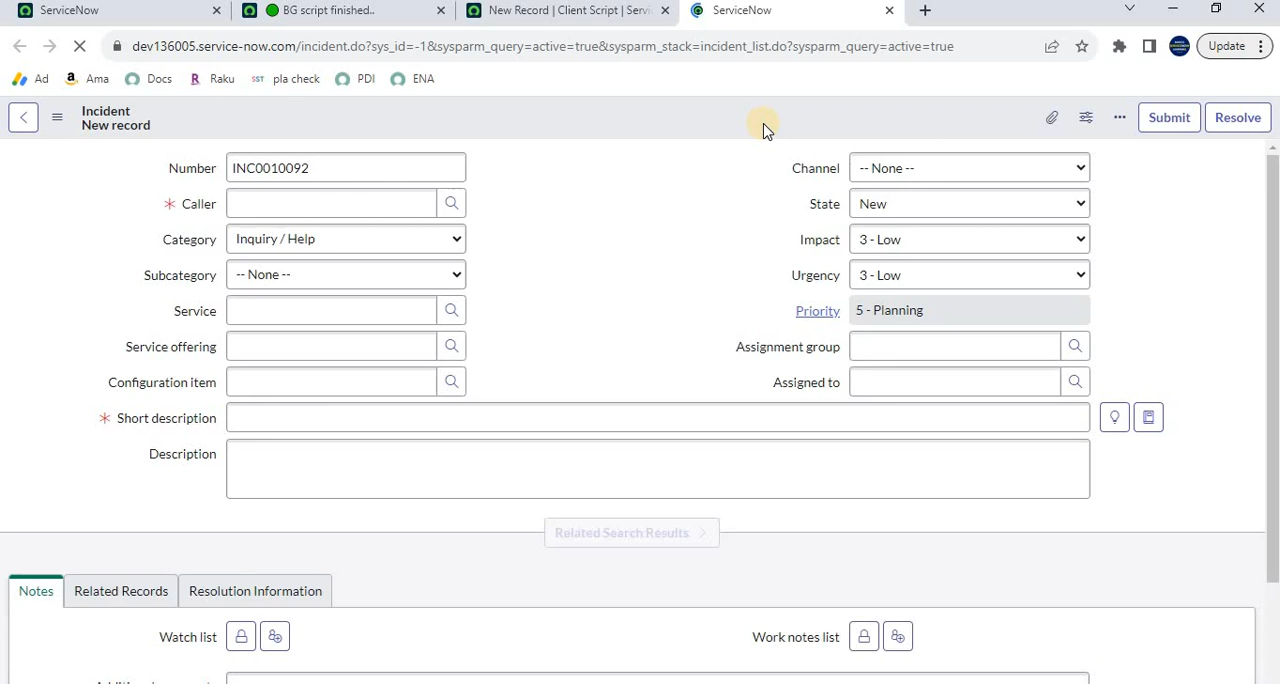 ServiceNow
BG script finished..
New Record | Client Script | Servi
ServiceNow
dev136005.service-now.com/incident.do?sys_id=-1&sysparm_query=active=true&sysparm_stack=incident_list.do?sysparm_query=active=true
Update
Ad
a Ama
Docs
R Raku
SST pla check
PDI
ENA
Incident
New record
Submit
Resolve
Number INC0010092
Channel -- None --
* Caller
State New
Category Inquiry / Help
Impact 3 - Low
Subcategory -- None --
Urgency 3 - Low
Service
Priority 5 - Planning
Service offering
Assignment group
Configuration item
Assigned to
* Short description
Description
Related Search Results
Notes
Related Records
Resolution Information
Watch list
Work notes list